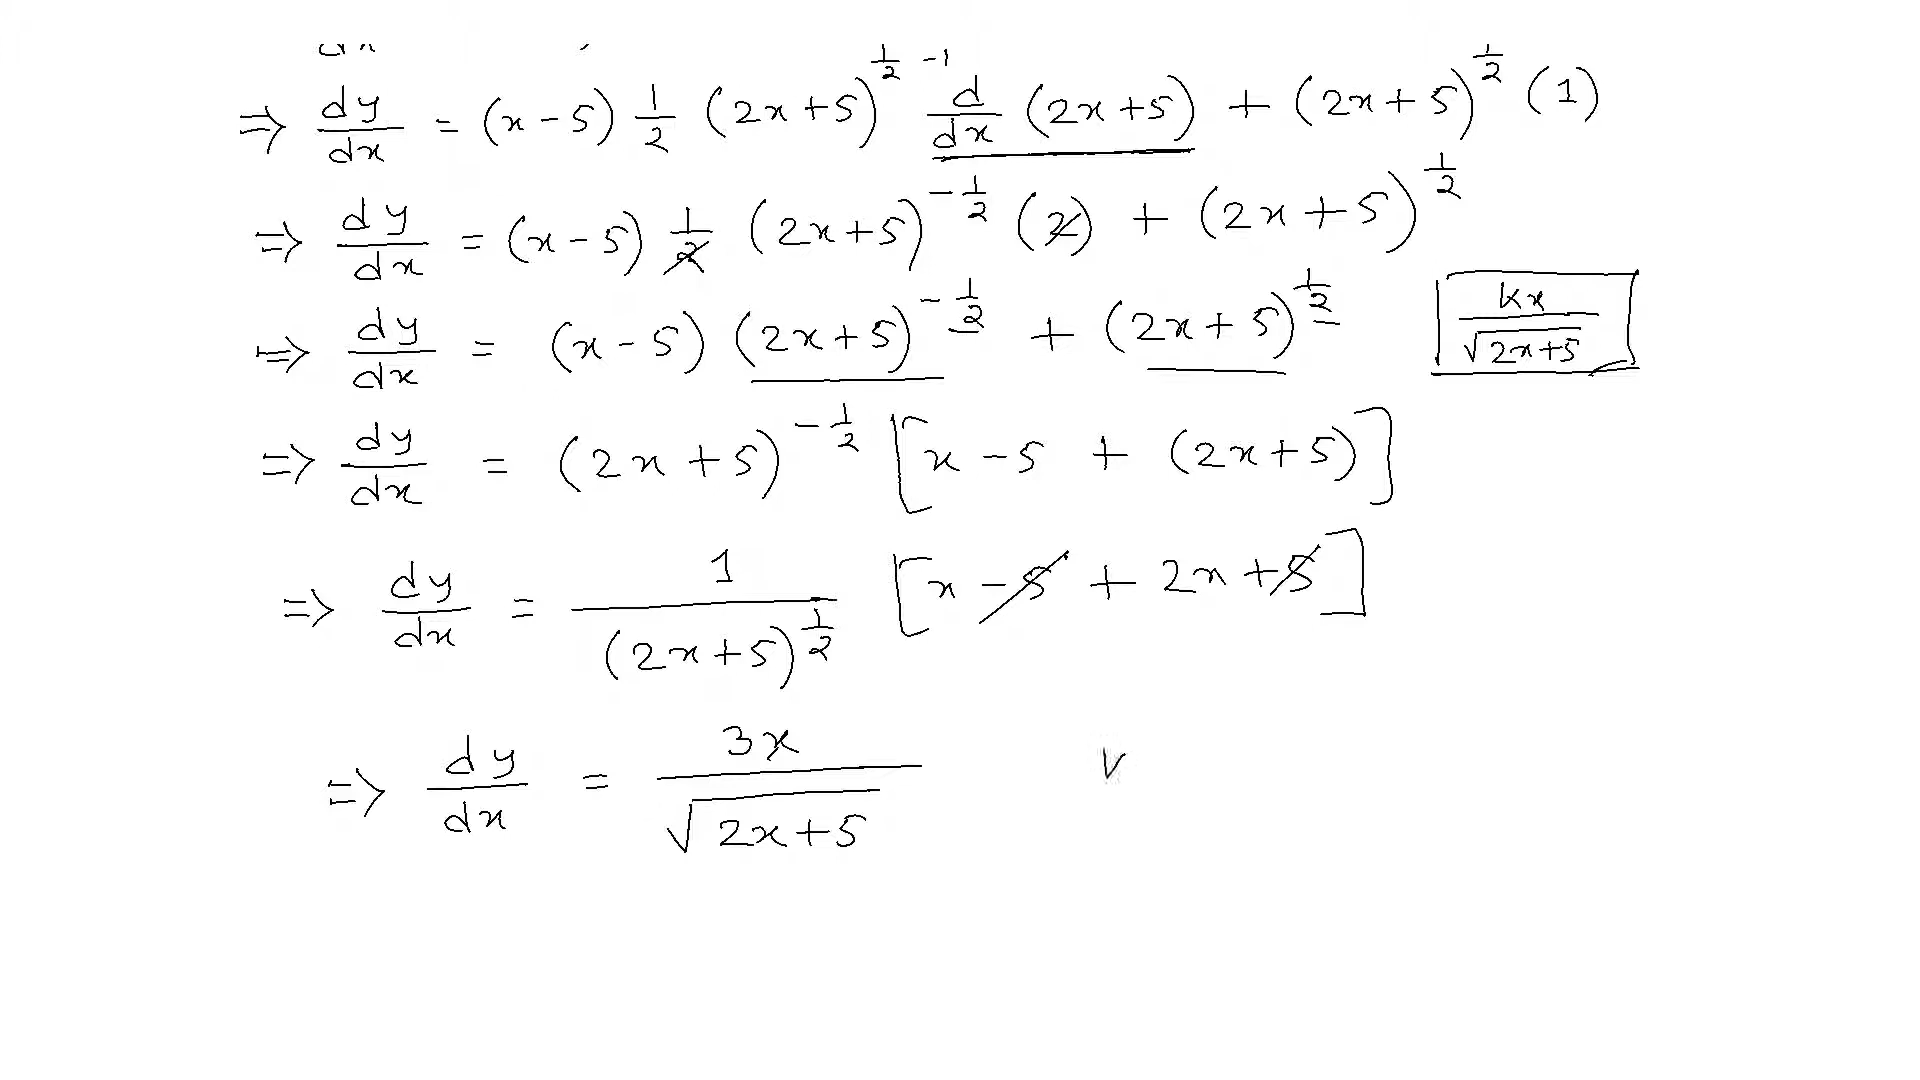 ⇒ dy/dx = (x-5) 1/2 (2x+5)^(1/2 -1) d/dx (2x+5) + (2x+5)^(1/2) (1)
⇒ dy/dx = (x-5) 1/2 (2x+5)^(-1/2) (2) + (2x+5)^(1/2)
⇒ dy/dx = (x-5) (2x+5)^(-1/2) + (2x+5)^(1/2)
kx/√(2x+5)
⇒ dy/dx = (2x+5)^(-1/2) [x-5 + (2x+5)]
⇒ dy/dx = 1/(2x+5)^(1/2) [x-5 + 2x+5]
⇒ dy/dx = 3x/√(2x+5)